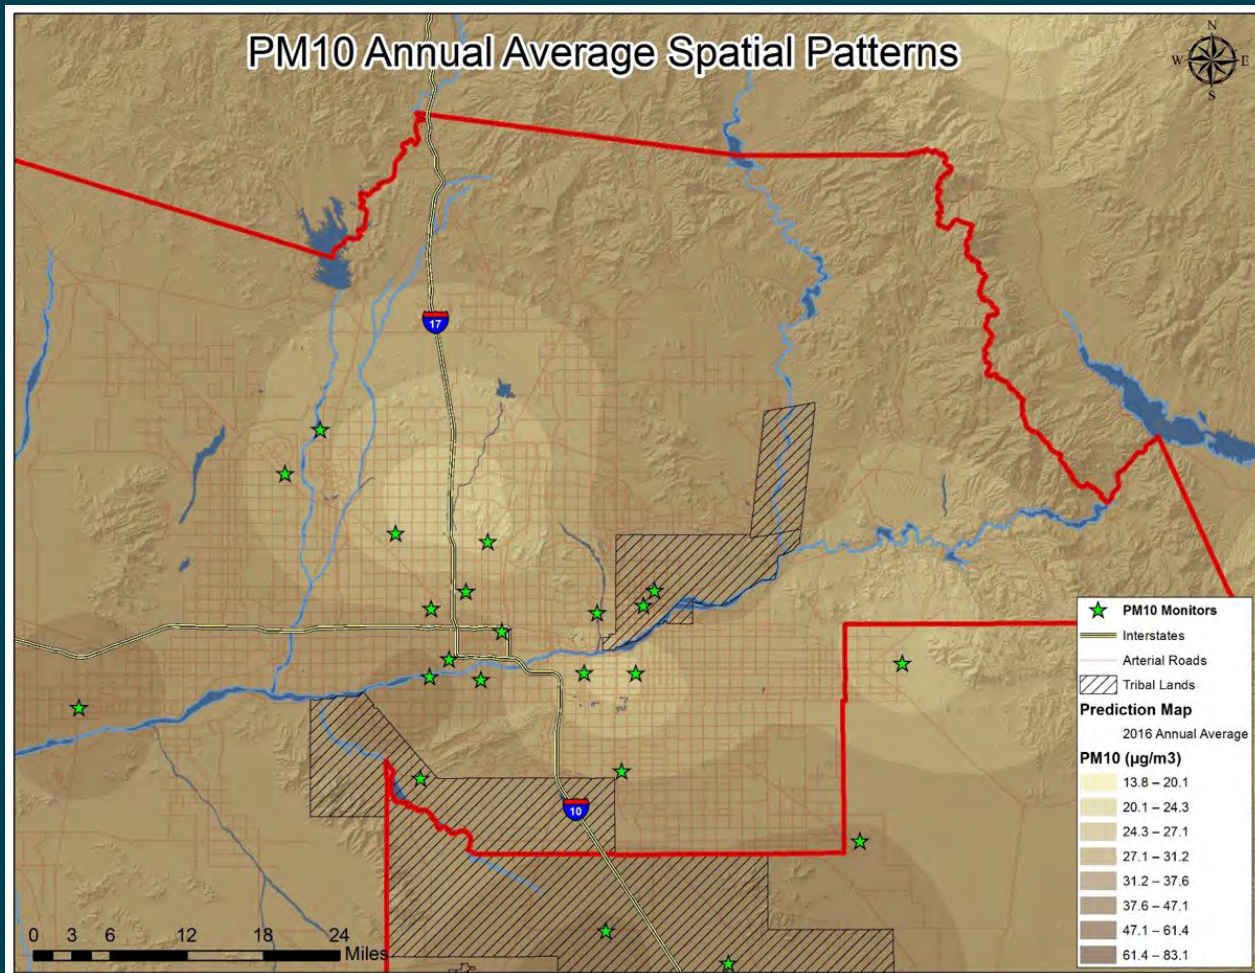 PM10 Annual Average Spatial Patterns
N
W E
S
17
10
PM10 Monitors
Interstates
Arterial Roads
Tribal Lands
Prediction Map
2016 Annual Average
PM10 (µg/m3)
13.8 – 20.1
20.1 – 24.3
24.3 – 27.1
27.1 – 31.2
31.2 – 37.6
37.6 – 47.1
47.1 – 61.4
61.4 – 83.1
0 3 6 12 18 24
Miles